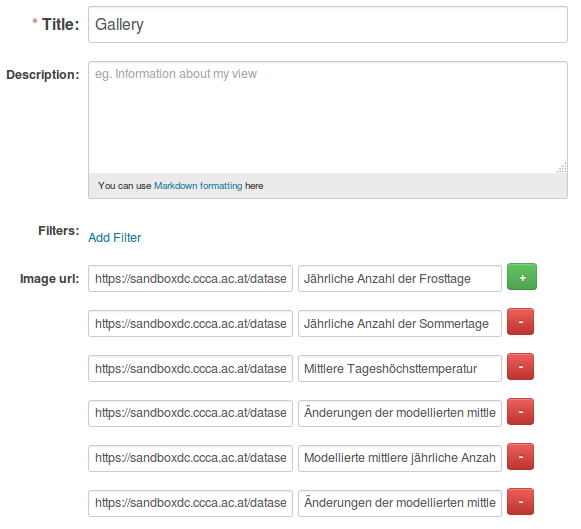 * Title: Gallery
Description: eg. Information about my view
You can use Markdown formatting here
Filters: Add Filter
Image url: https://sandboxdc.ccca.ac.at/datase Jährliche Anzahl der Frosttage +
https://sandboxdc.ccca.ac.at/datase Jährliche Anzahl der Sommertage -
https://sandboxdc.ccca.ac.at/datase Mittlere Tageshöchsttemperatur -
https://sandboxdc.ccca.ac.at/datase Änderungen der modellierten mittle -
https://sandboxdc.ccca.ac.at/datase Modellierte mittlere jährliche Anzah -
https://sandboxdc.ccca.ac.at/datase Änderungen der modellierten mittle -